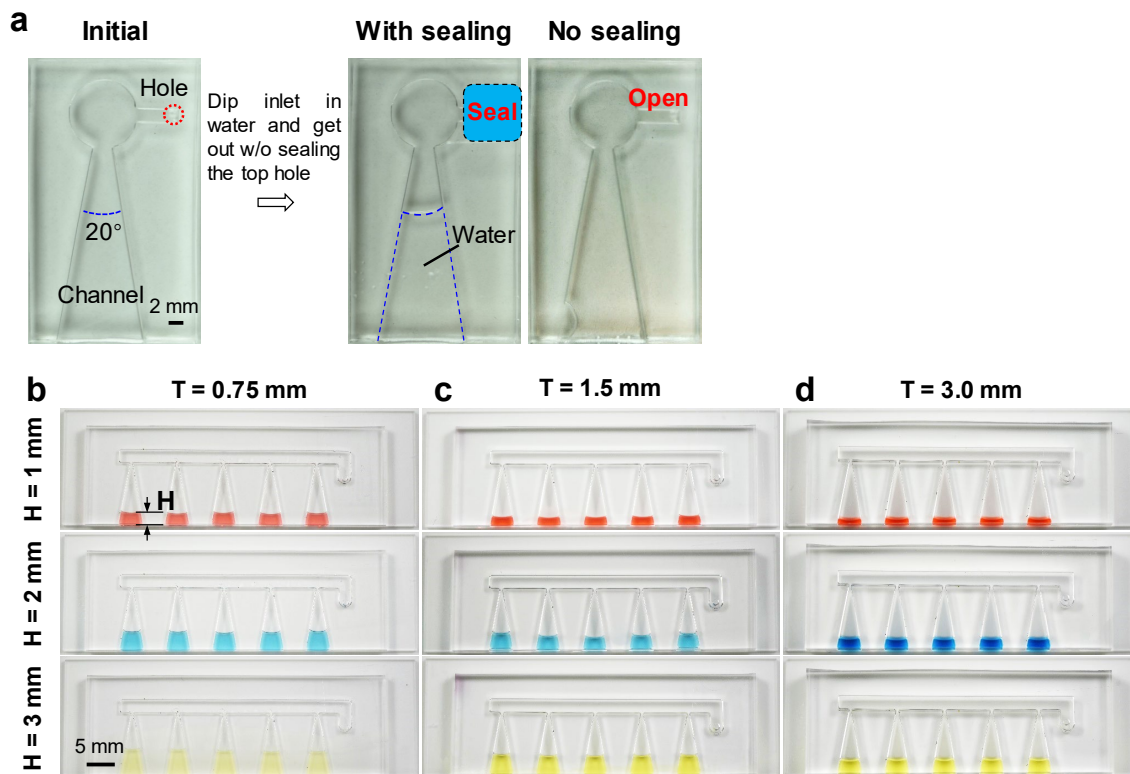 a
Initial
With sealing
No sealing
Hole
Dip inlet in
water and get
out w/o sealing
the top hole
Seal
Open
20°
Water
Channel
2 mm
b
T = 0.75 mm
c
T = 1.5 mm
d
T = 3.0 mm
H = 1 mm
H
H = 2 mm
H = 3 mm
5 mm